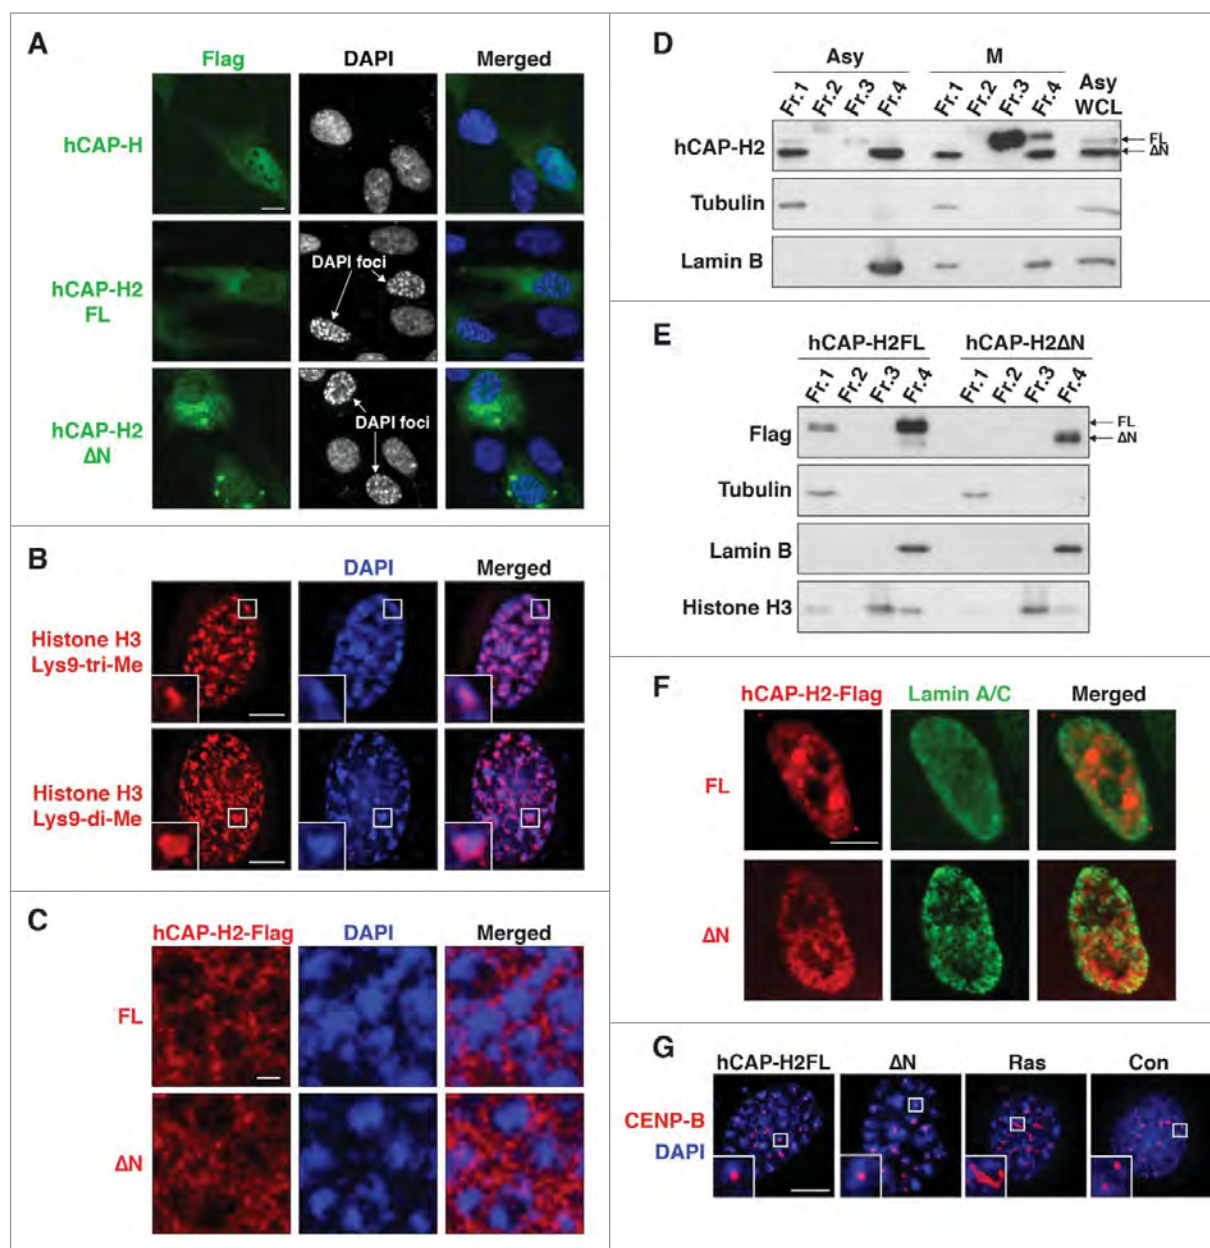 A
Flag DAPI Merged
hCAP-H
hCAP-H2
FL
DAPI foci
hCAP-H2
ΔN
DAPI foci
B
DAPI Merged
Histone H3
Lys9-tri-Me
Histone H3
Lys9-di-Me
C
hCAP-H2-Flag DAPI Merged
FL
ΔN
D
Asy M
Fr.1 Fr.2 Fr.3 Fr.4 Fr.1 Fr.2 Fr.3 Fr.4 Asy
WCL
hCAP-H2 FL
ΔN
Tubulin
Lamin B
E
hCAP-H2FL hCAP-H2ΔN
Fr.1 Fr.2 Fr.3 Fr.4 Fr.1 Fr.2 Fr.3 Fr.4
Flag FL
ΔN
Tubulin
Lamin B
Histone H3
F
hCAP-H2-Flag Lamin A/C Merged
FL
ΔN
G
hCAP-H2FL ΔN Ras Con
CENP-B
DAPI